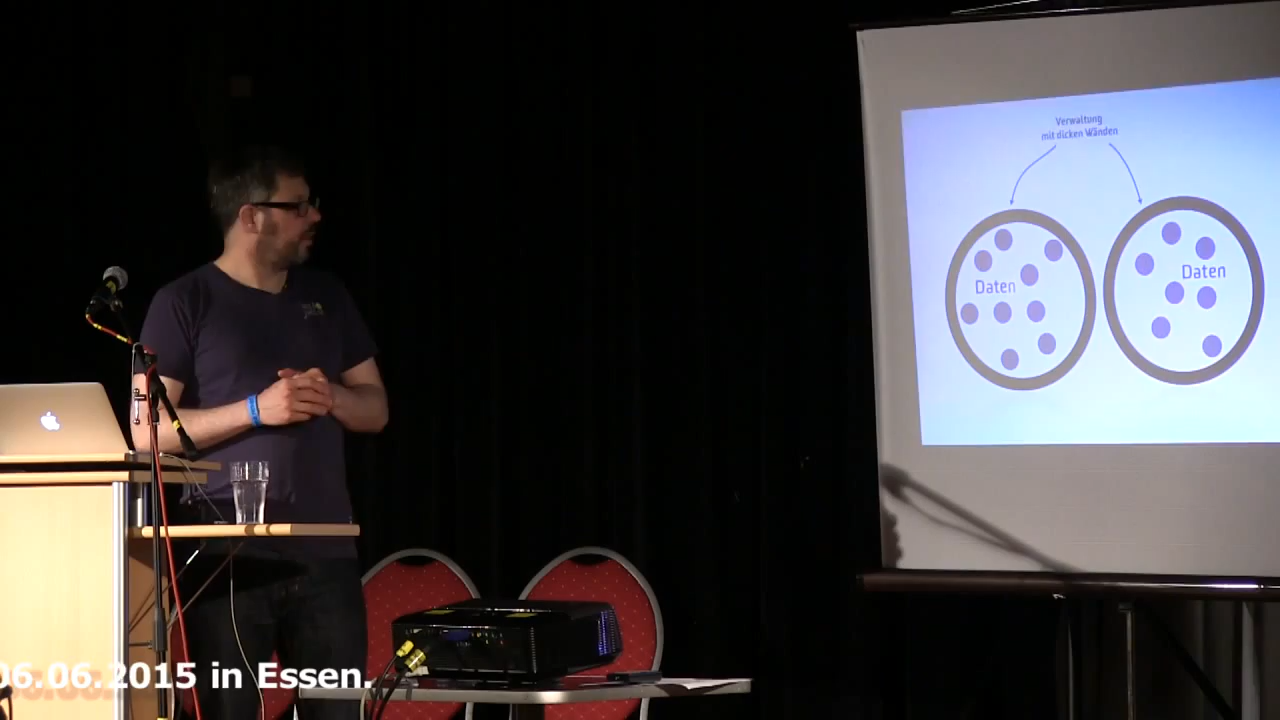 Verwaltung
mit dicken Wänden
Daten
Daten
06.06.2015 in Essen.